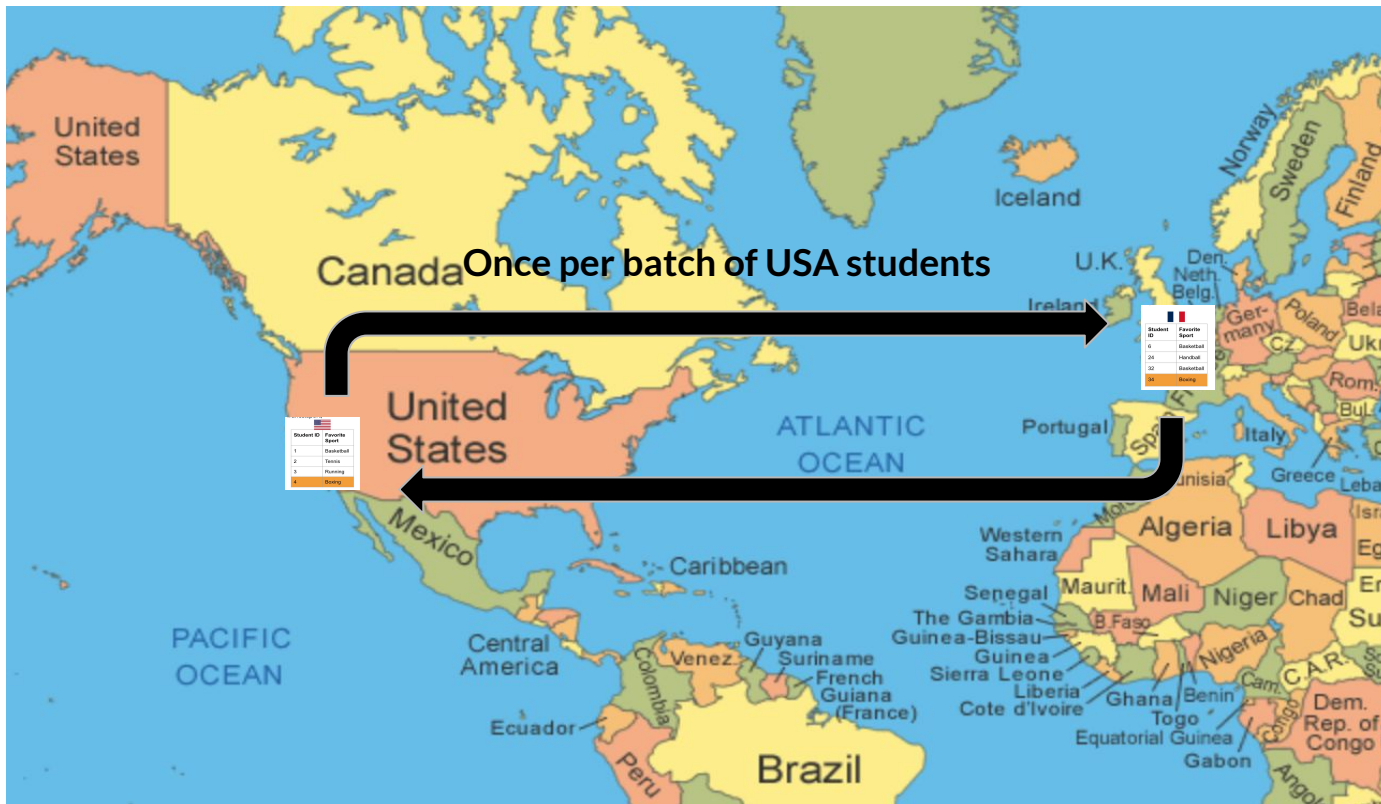 Once per batch of USA students
United
States
Canada
Iceland
Norway
Sweden
Finland
U.K.
Ireland
Den.
Neth.
Belg.
Ger-
many
Poland
Bela
Cz.
Ukr
Rom.
Bul.
Student
ID
Favorite
Sport
6 Basketball
24 Handball
32 Basketball
34 Boxing
United
States
Student ID
Favorite
Sport
1 Basketball
2 Tennis
3 Running
4 Boxing
ATLANTIC
OCEAN
Portugal
Spain
Fr
Italy
Greece
Leba
Isra
Mexico
Mor
unisia
Algeria
Libya
Eg
Western
Sahara
Caribbean
Maurit.
Mali
Niger
Chad
Su
Senegal
The Gambia
Guinea-Bissau
Guinea
Sierra Leone
Liberia
Cote d'Ivoire
B.Faso
Ghana
Togo
Benin
Nigeria
Equatorial Guinea
Gabon
Cam.
C.A.R.
Congo
Dem.
Rep. of
Congo
Angol
PACIFIC
OCEAN
Central
America
Guyana
Suriname
French
Guiana
(France)
Venez.
Colombia
Ecuador
Peru
Brazil